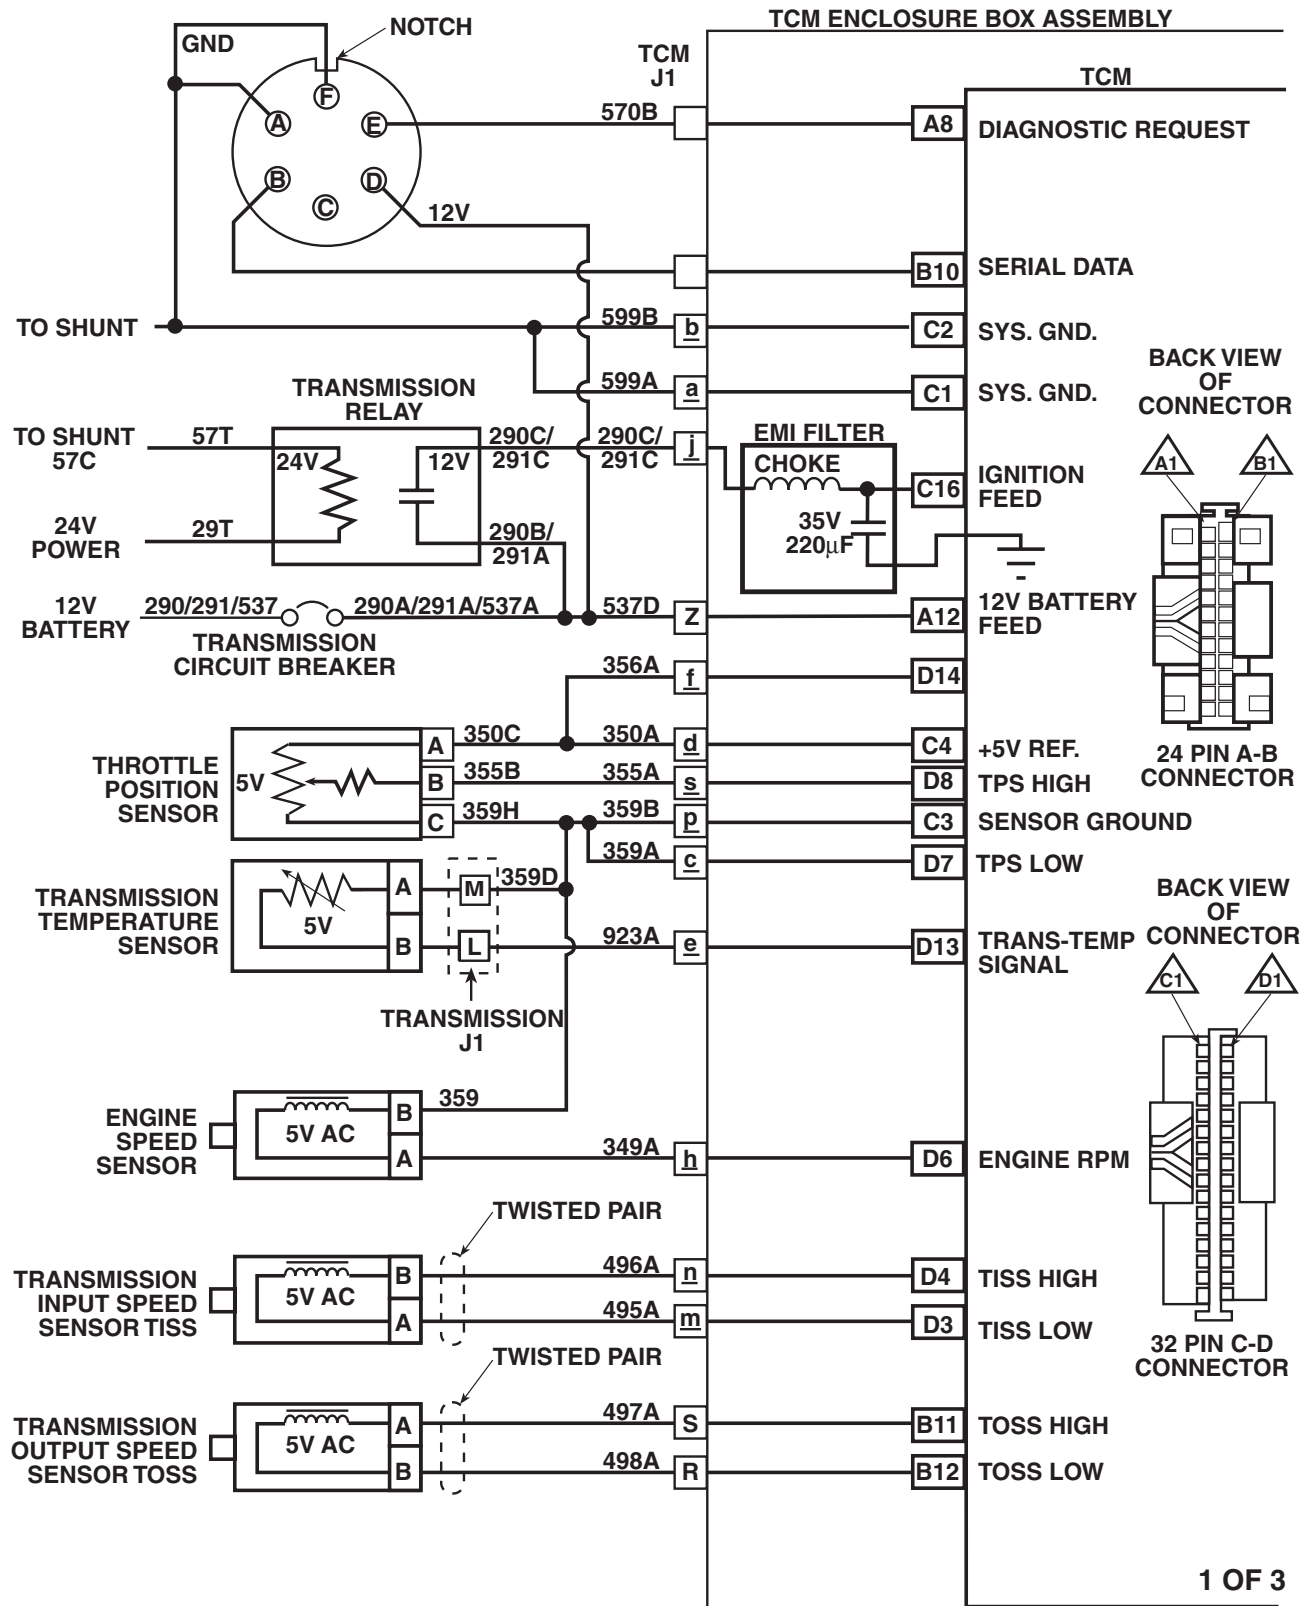 TCM ENCLOSURE BOX ASSEMBLY
NOTCH
GND
TCM
J1
TCM
F
A
E
570B
A8
DIAGNOSTIC REQUEST
B
D
C
12V
B10
SERIAL DATA
TO SHUNT
599B
b
C2
SYS. GND.
BACK VIEW
OF
CONNECTOR
TRANSMISSION
RELAY
599A
a
C1
SYS. GND.
TO SHUNT
57C
57T
24V
12V
290C/
291C
290C/
291C
j
EMI FILTER
CHOKE
C16
IGNITION
FEED
A1
B1
24V
POWER
29T
290B/
291A
35V
220μF
12V
BATTERY
290/291/537
290A/291A/537A
537D
Z
A12
12V BATTERY
FEED
TRANSMISSION
CIRCUIT BREAKER
356A
f
D14
THROTTLE
POSITION
SENSOR
5V
A
350C
350A
d
C4
+5V REF.
24 PIN A-B
CONNECTOR
B
355B
355A
s
D8
TPS HIGH
C
359H
359B
p
C3
SENSOR GROUND
359A
c
D7
TPS LOW
TRANSMISSION
TEMPERATURE
SENSOR
5V
A
M
359D
BACK VIEW
OF
CONNECTOR
B
L
923A
e
D13
TRANS-TEMP
SIGNAL
C1
D1
TRANSMISSION
J1
ENGINE
SPEED
SENSOR
5V AC
B
359
A
349A
h
D6
ENGINE RPM
TWISTED PAIR
TRANSMISSION
INPUT SPEED
SENSOR TISS
5V AC
B
496A
n
D4
TISS HIGH
A
495A
m
D3
TISS LOW
32 PIN C-D
CONNECTOR
TWISTED PAIR
TRANSMISSION
OUTPUT SPEED
SENSOR TOSS
5V AC
A
497A
S
B11
TOSS HIGH
B
498A
R
B12
TOSS LOW
1 OF 3